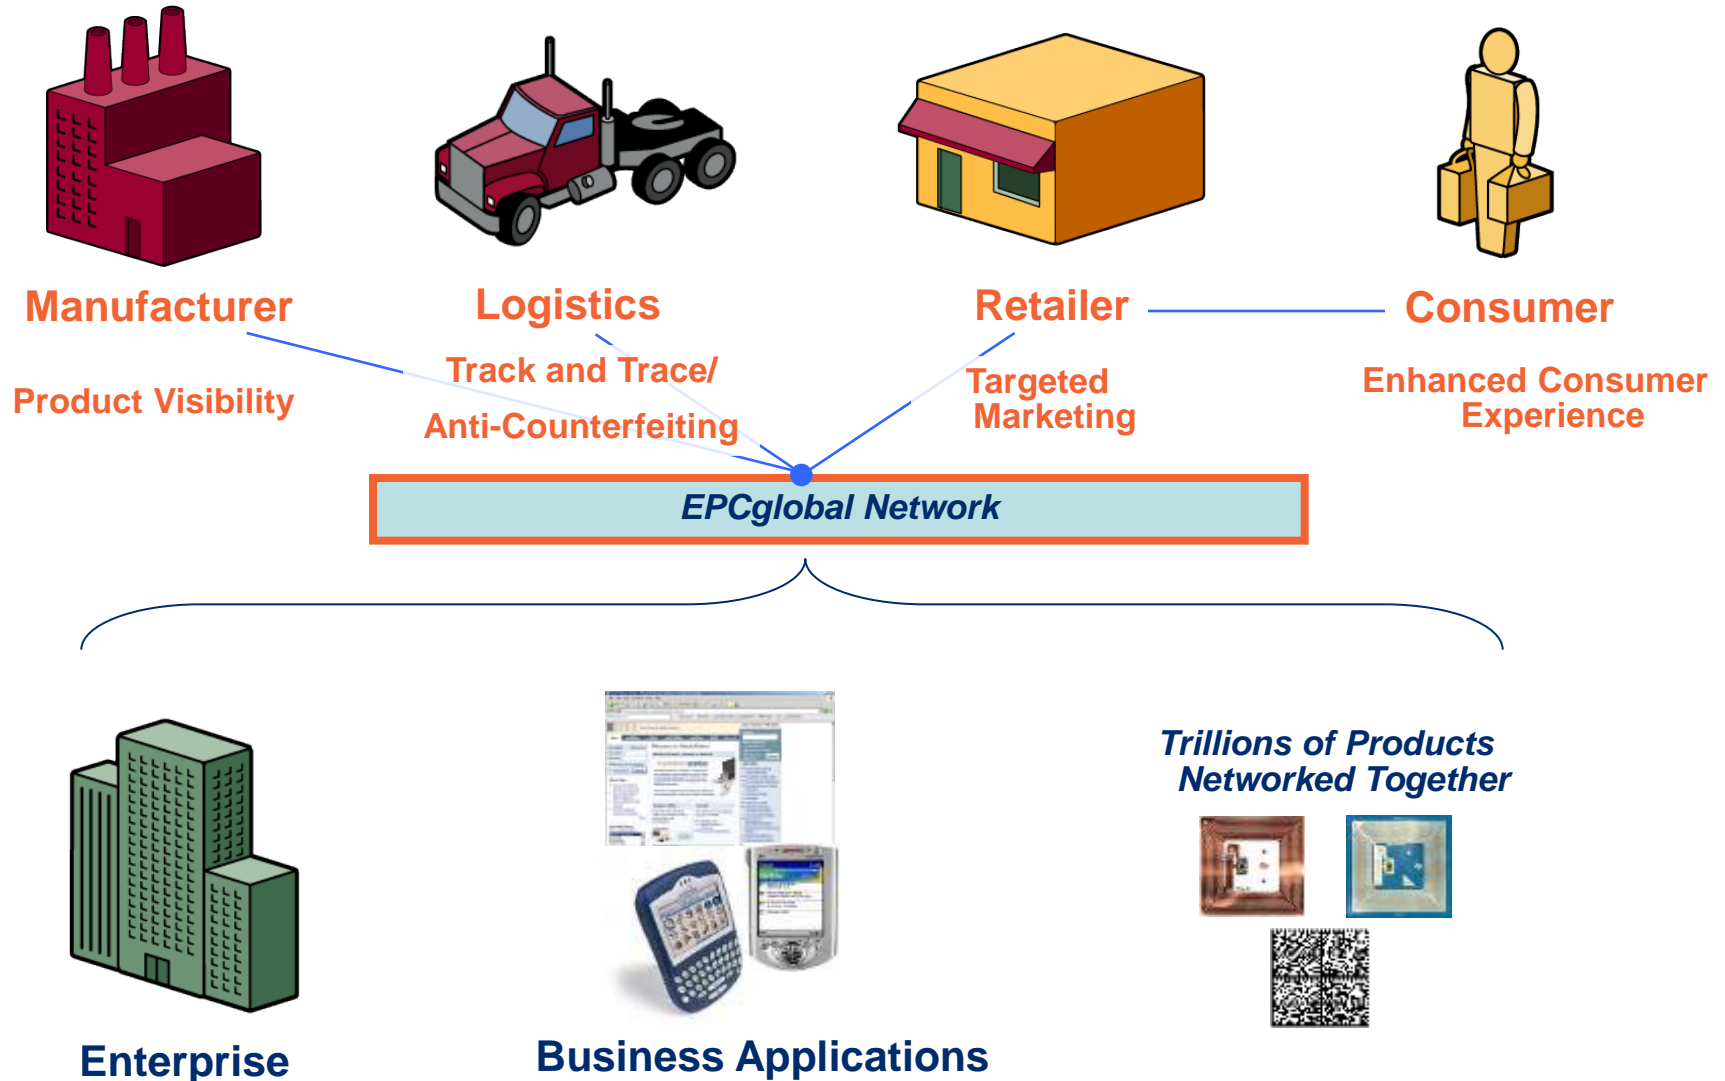 Manufacturer
Logistics
Retailer
Consumer
Product Visibility
Track and Trace/
Anti-Counterfeiting
Targeted
Marketing
Enhanced Consumer
Experience
EPCglobal Network
Trillions of Products
Networked Together
Enterprise
Business Applications